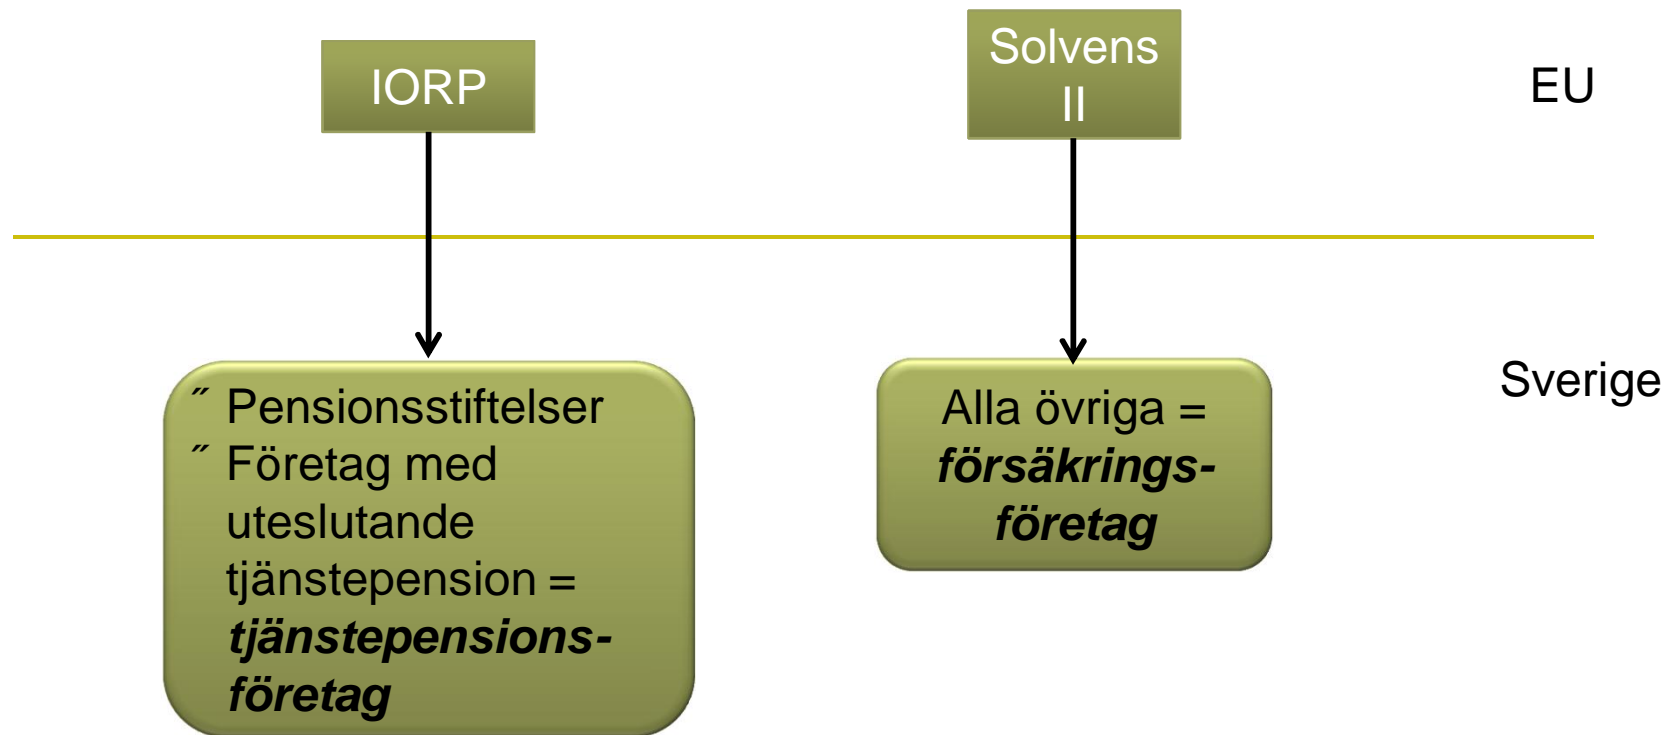 IORP
Solvens
II
EU
˝ Pensionsstiftelser
˝ Företag med
uteslutande
tjänstepension =
tjänstepensions-
företag
Alla övriga =
försäkrings-
företag
Sverige